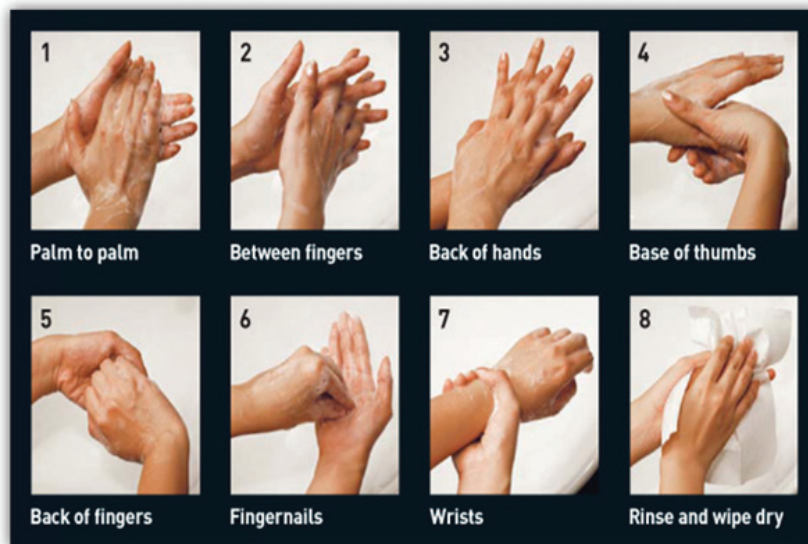 1
Palm to palm
2
Between fingers
3
Back of hands
4
Base of thumbs
5
Back of fingers
6
Fingernails
7
Wrists
8
Rinse and wipe dry